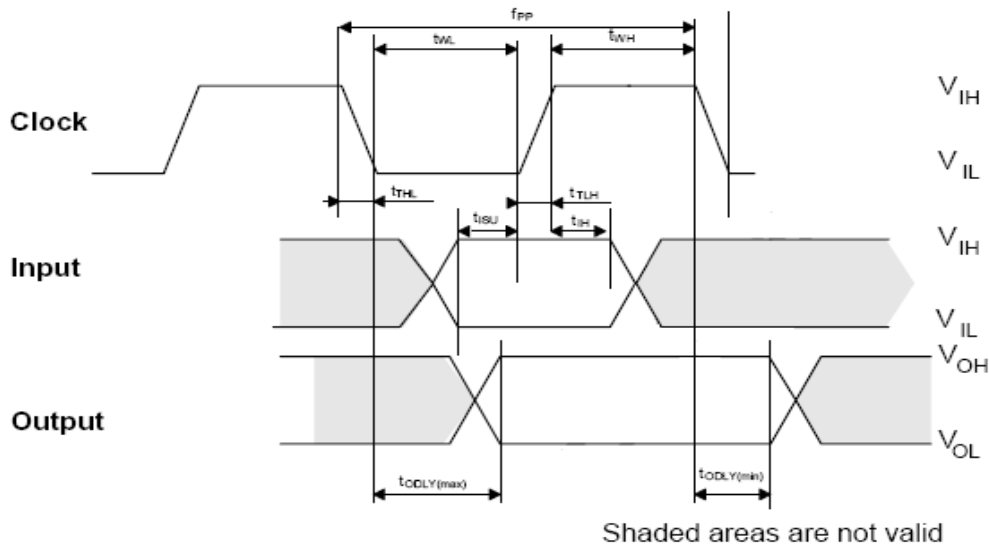 fPP
tWL
tWH
VIH
Clock
VIL
tTHL
tTLH
tISU
tIH
VIH
Input
VIL
VOH
Output
VOL
tODLY(max)
tODLY(min)
Shaded areas are not valid